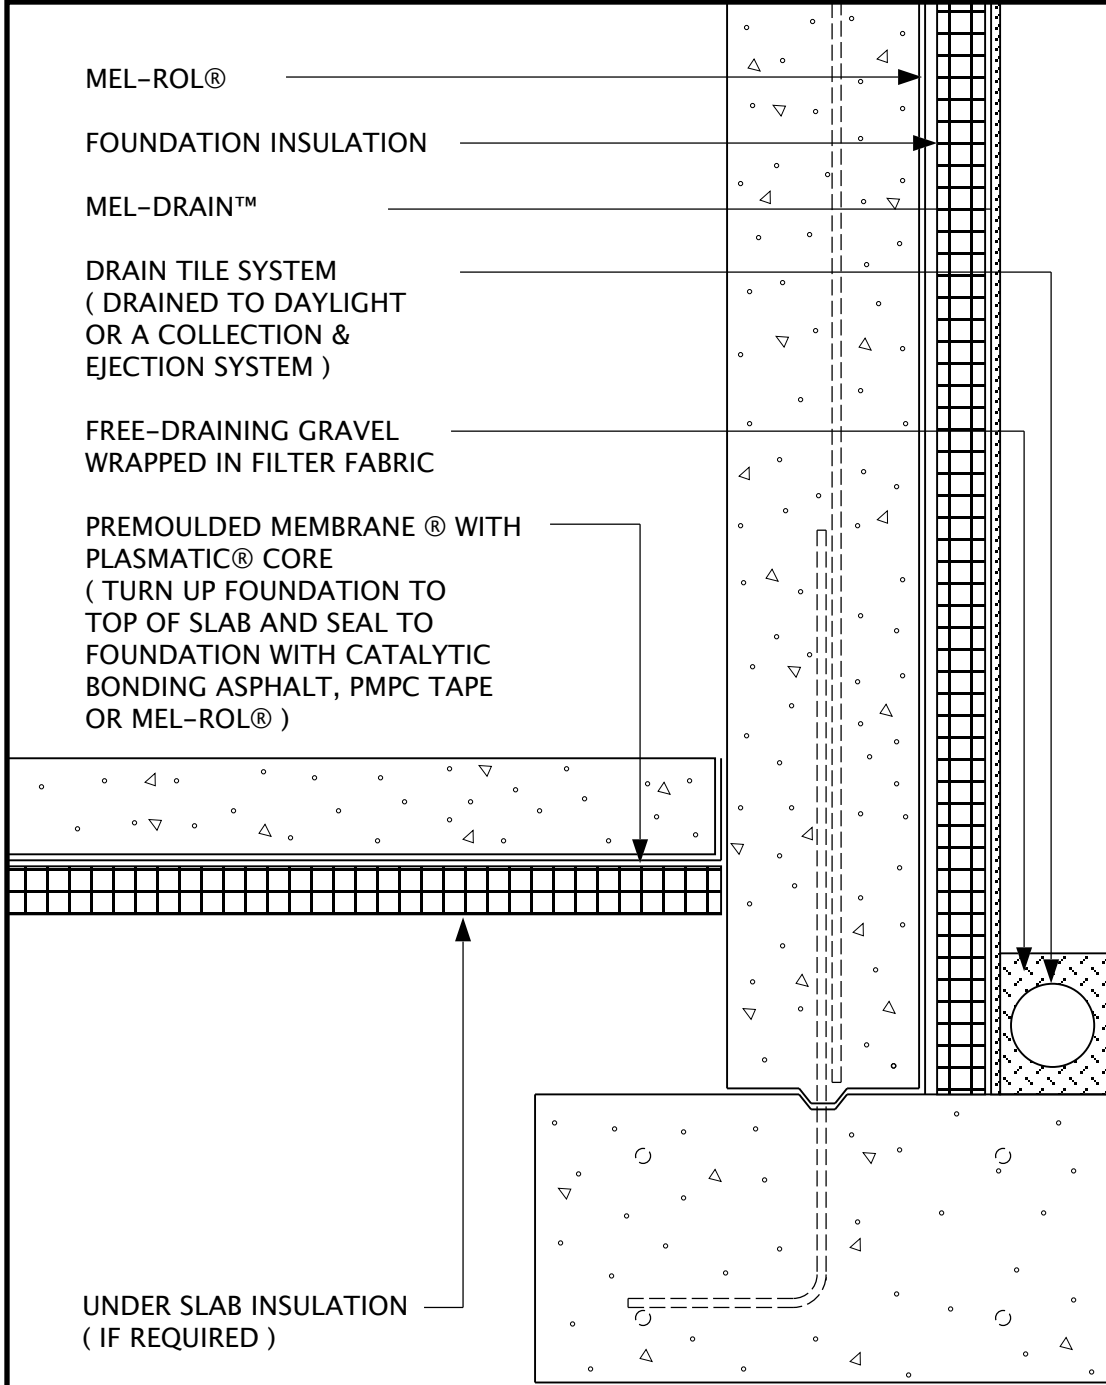 MEL-ROL®
FOUNDATION INSULATION
MEL-DRAIN™
DRAIN TILE SYSTEM
( DRAINED TO DAYLIGHT
OR A COLLECTION &
EJECTION SYSTEM )
FREE-DRAINING GRAVEL
WRAPPED IN FILTER FABRIC
PREMOULDED MEMBRANE ® WITH
PLASMATIC® CORE
( TURN UP FOUNDATION TO
TOP OF SLAB AND SEAL TO
FOUNDATION WITH CATALYTIC
BONDING ASPHALT, PMPC TAPE
OR MEL-ROL® )
UNDER SLAB INSULATION
( IF REQUIRED )